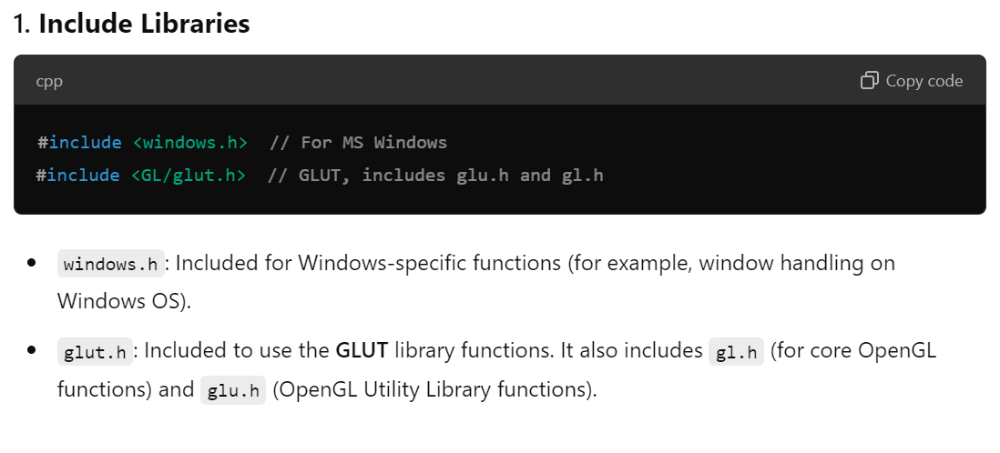 1. Include Libraries
cpp
Copy code
#include <windows.h>  // For MS Windows
#include <GL/glut.h>  // GLUT, includes glu.h and gl.h
• windows.h: Included for Windows-specific functions (for example, window handling on
Windows OS).
• glut.h: Included to use the GLUT library functions. It also includes gl.h (for core OpenGL
functions) and glu.h (OpenGL Utility Library functions).